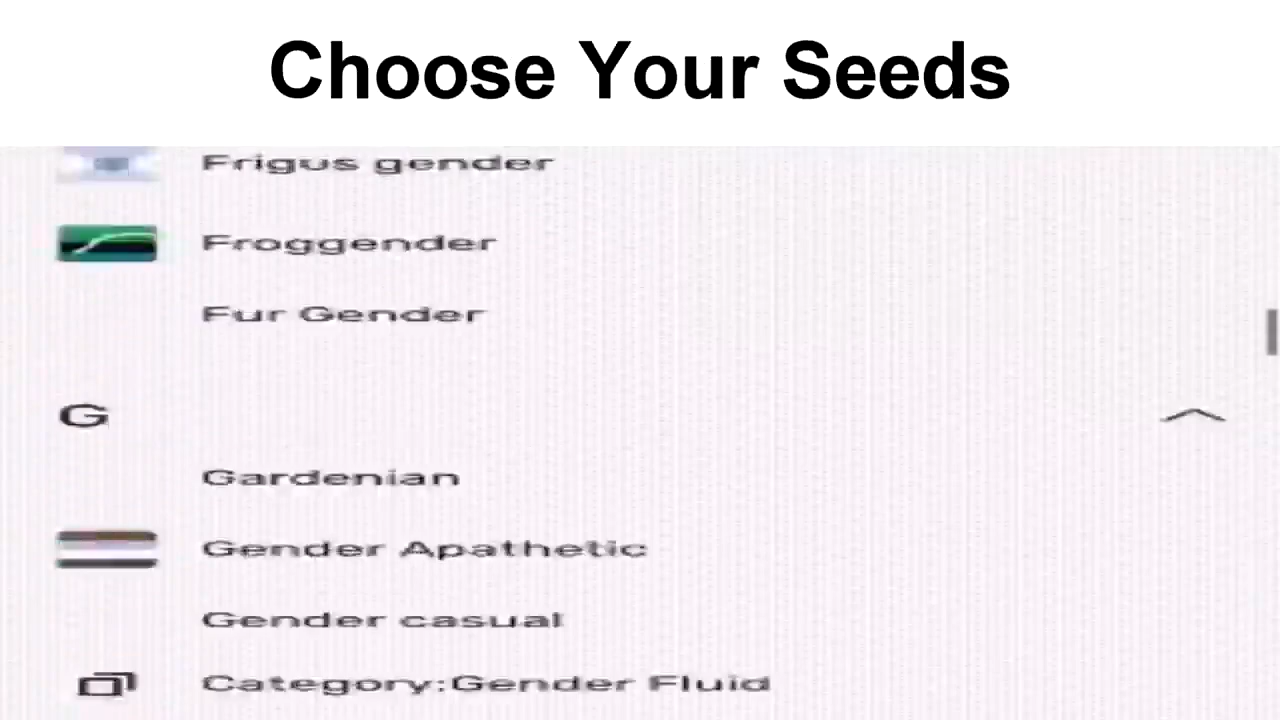 Choose Your Seeds
Frigus gender
Froggender
Fur Gender
G
Gardenian
Gender Apathetic
Gender casual
Category:Gender Fluid